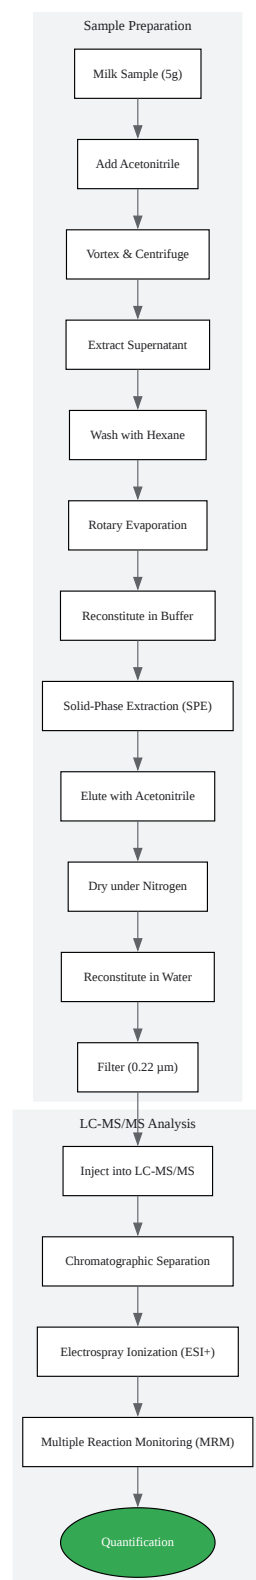 Sample Preparation
Milk Sample (5g)
Add Acetonitrile
Vortex & Centrifuge
Extract Supernatant
Wash with Hexane
Rotary Evaporation
Reconstitute in Buffer
Solid-Phase Extraction (SPE)
Elute with Acetonitrile
Dry under Nitrogen
Reconstitute in Water
Filter (0.22 µm)
LC-MS/MS Analysis
Inject into LC-MS/MS
Chromatographic Separation
Electrospray Ionization (ESI+)
Multiple Reaction Monitoring (MRM)
Quantification